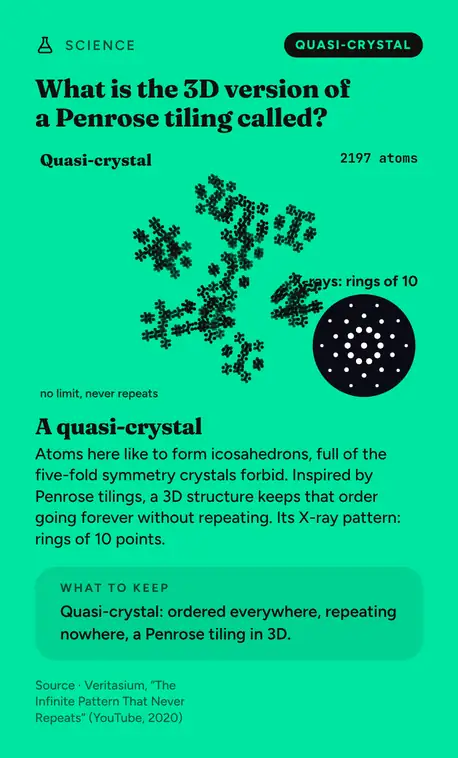 SCIENCE
QUASI-CRYSTAL
What is the 3D version of
a Penrose tiling called?
Quasi-crystal
2197 atoms
X-rays: rings of 10
no limit, never repeats
A quasi-crystal
Atoms here like to form icosahedrons, full of the
five-fold symmetry crystals forbid. Inspired by
Penrose tilings, a 3D structure keeps that order
going forever without repeating. Its X-ray pattern:
rings of 10 points.
WHAT TO KEEP
Quasi-crystal: ordered everywhere, repeating
nowhere, a Penrose tiling in 3D.
Source · Veritasium, "The
Infinite Pattern That Never
Repeats" (YouTube, 2020)